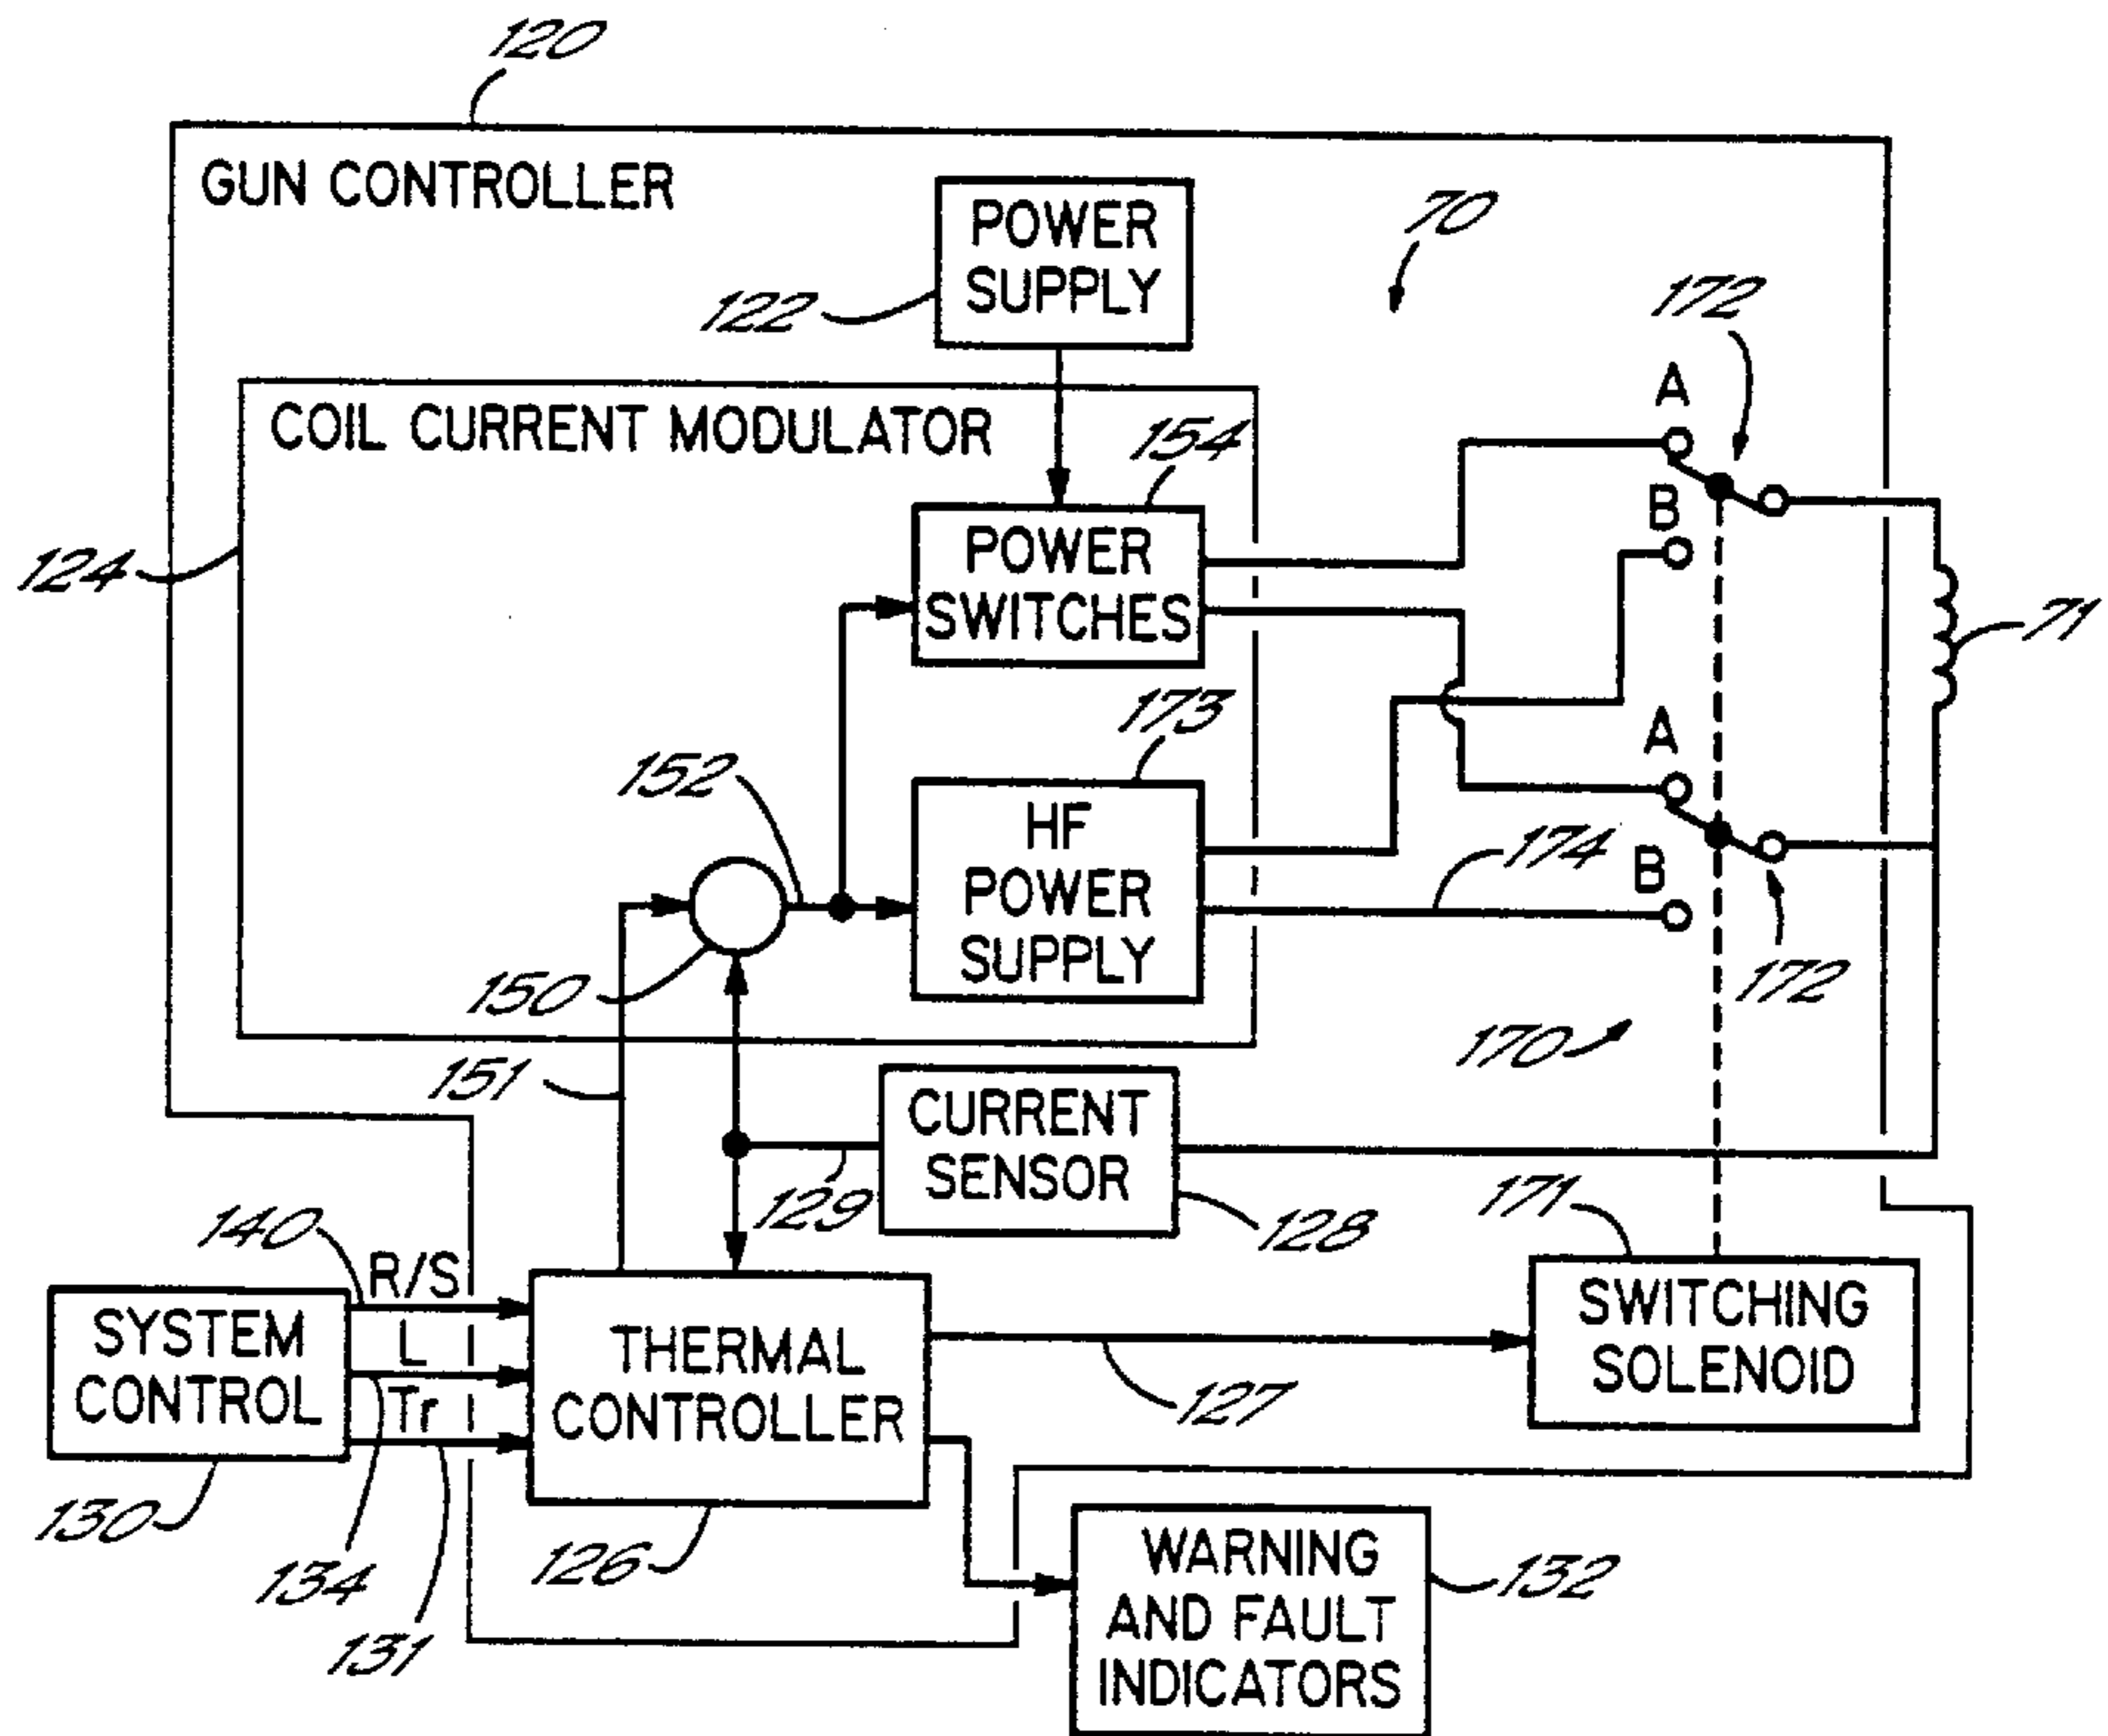 120
GUN CONTROLLER
POWER
SUPPLY
70
122
172
A
COIL CURRENT MODULATOR
154
B
124
POWER
SWITCHES
71
173
A
152
HF
POWER
SUPPLY
174
B
150
172
170
151
CURRENT
SENSOR
129
128
171
140
R/S
SYSTEM
CONTROL
L
Tr
THERMAL
CONTROLLER
127
SWITCHING
SOLENOID
130
134
131
126
WARNING
AND FAULT
INDICATORS
132